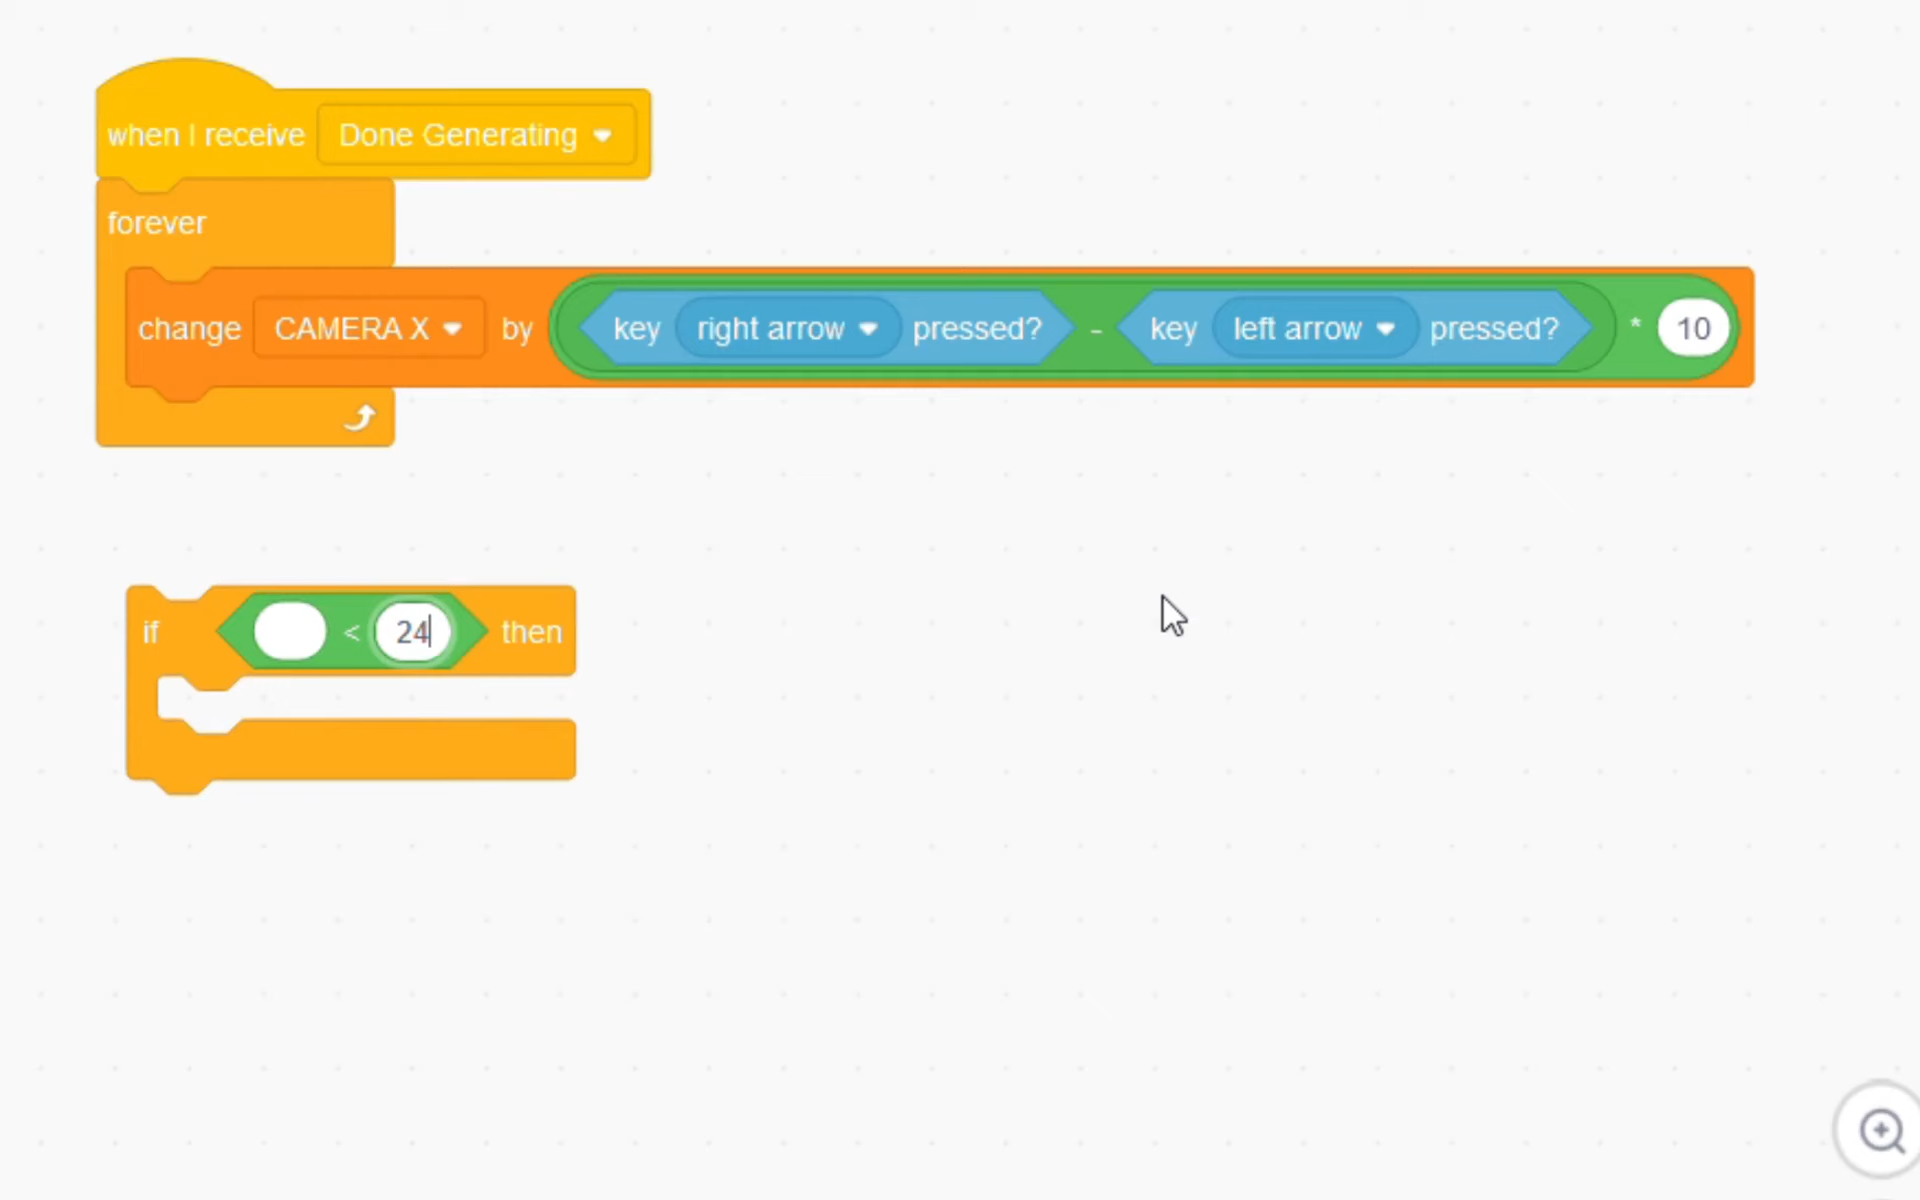 when I receive Done Generating
forever
change CAMERA X by key right arrow pressed? - key left arrow pressed? * 10
if < 24 then